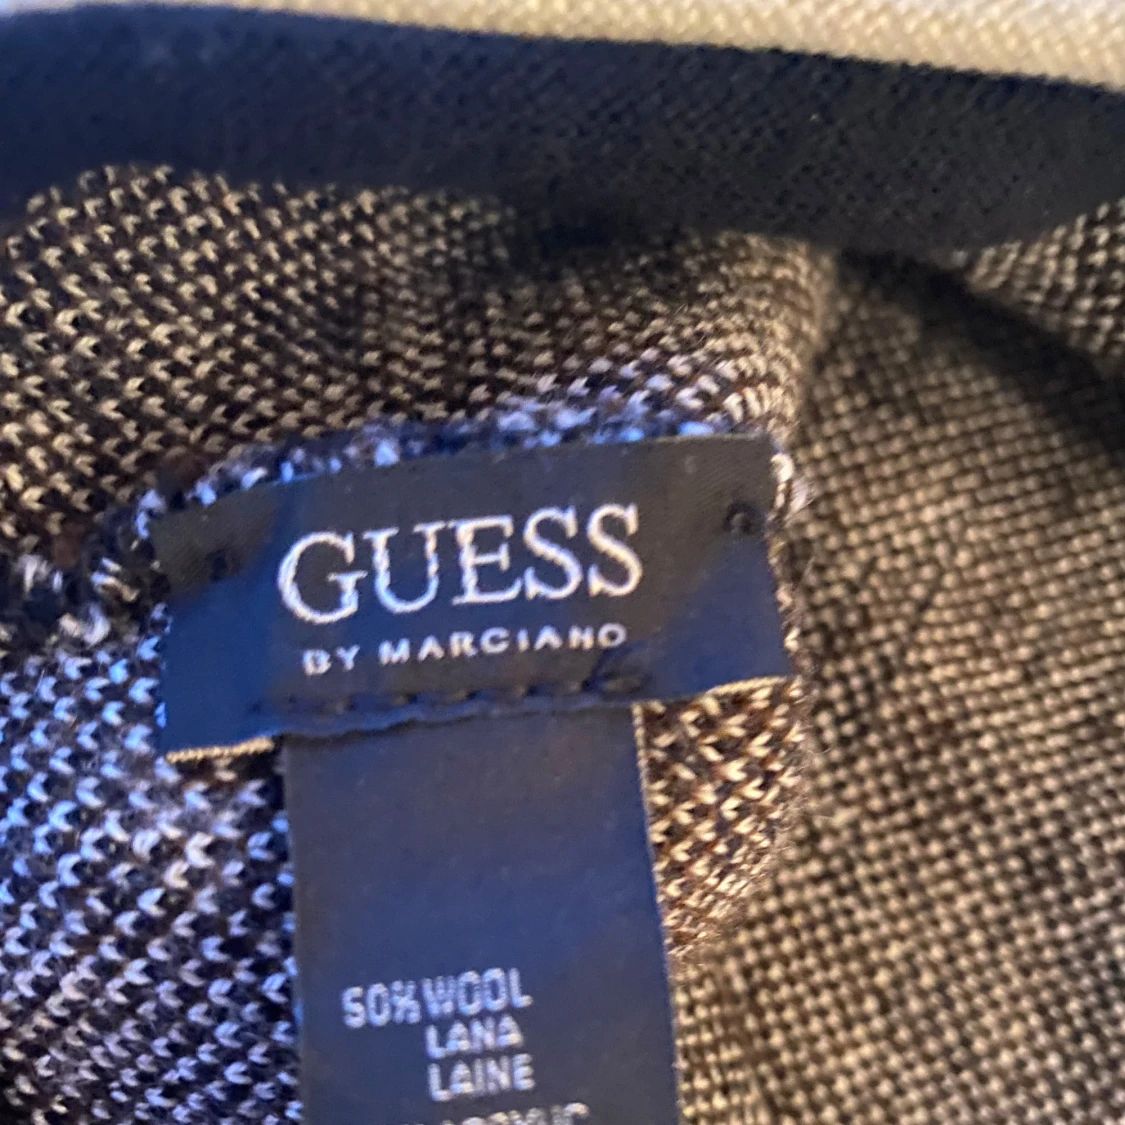 GUESS
BY MARCIANO
50% WOOL
LANA
LAINE